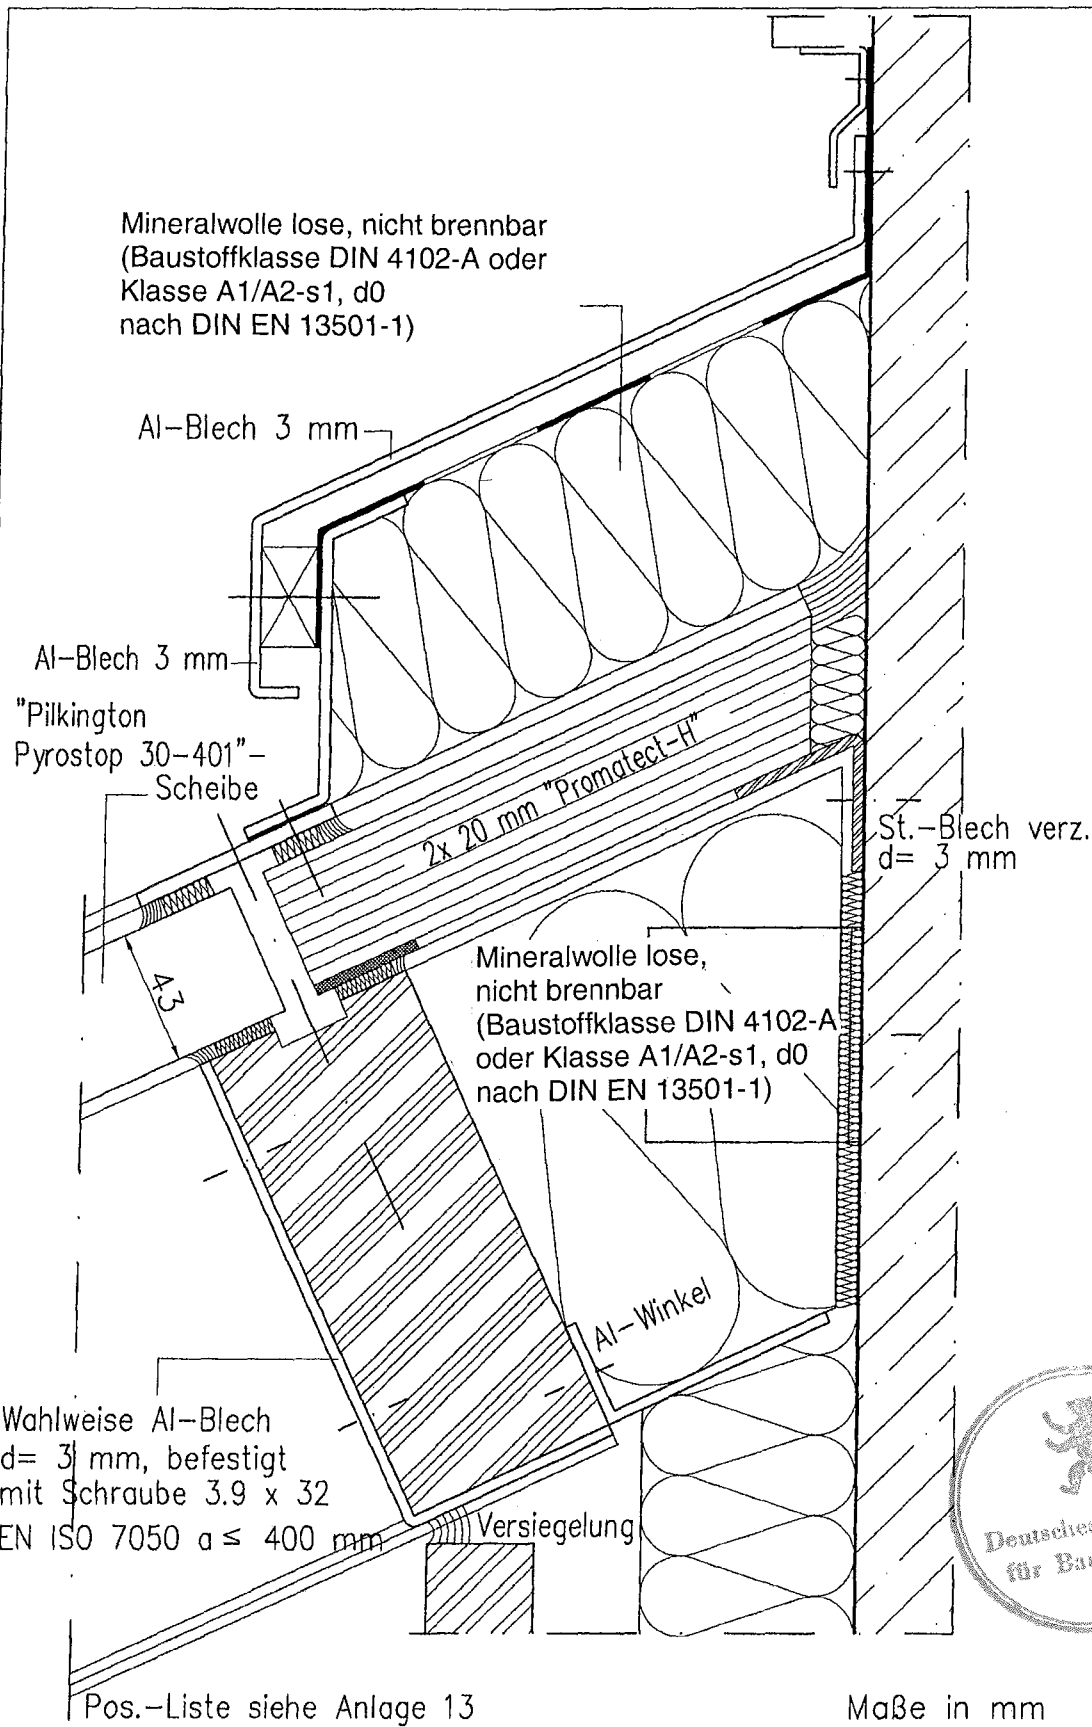 Mineralwolle lose, nicht brennbar
(Baustoffklasse DIN 4102-A oder
Klasse A1/A2-s1, d0
nach DIN EN 13501-1)
Al-Blech 3 mm
Al-Blech 3 mm
"Pilkington
Pyrostop 30-401"-
Scheibe
2x 20 mm "Promatect-H"
St.-Blech verz.
d= 3 mm
43
Mineralwolle lose,
nicht brennbar
(Baustoffklasse DIN 4102-A
oder Klasse A1/A2-s1, d0
nach DIN EN 13501-1)
Al-Winkel
Wahlweise Al-Blech
d= 3 mm, befestigt
mit Schraube 3.9 x 32
EN ISO 7050 a ≤ 400 mm
Versiegelung
Deutsches
für
Pos.-Liste siehe Anlage 13
Maße in mm